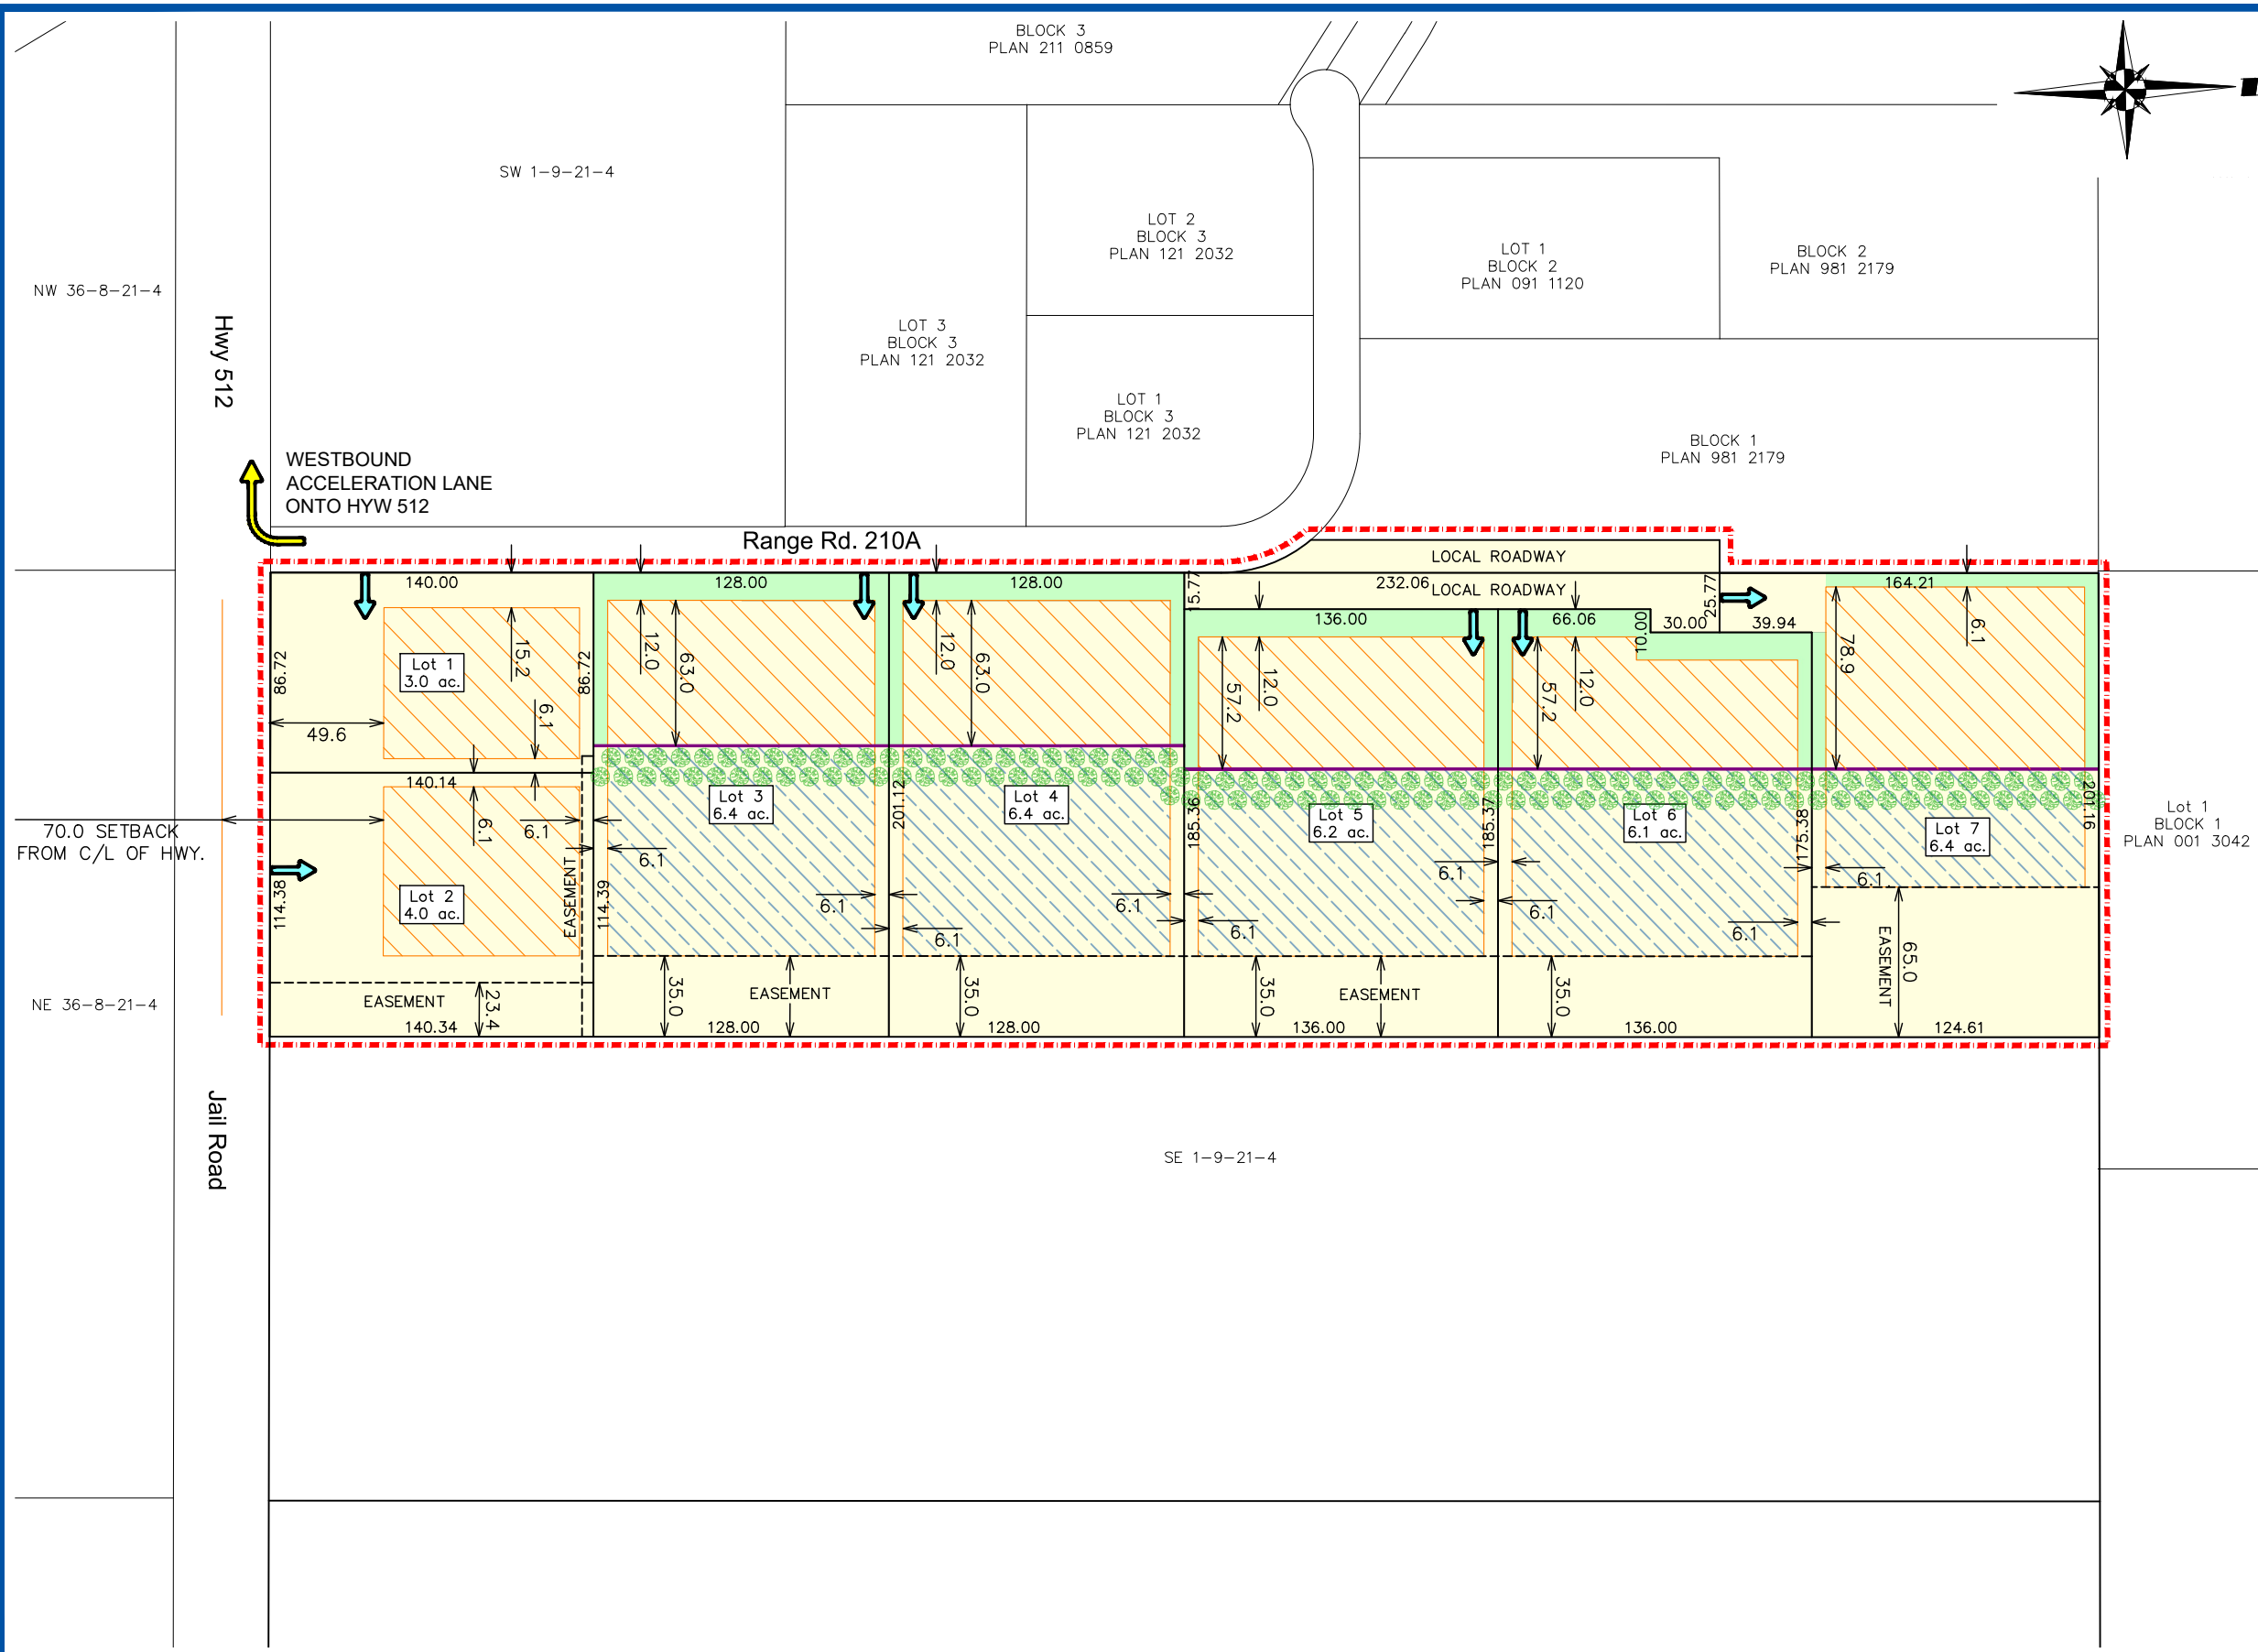 BLOCK 3
PLAN 211 0859
SW 1-9-21-4
LOT 2
BLOCK 3
PLAN 121 2032
LOT 1
BLOCK 2
PLAN 091 1120
BLOCK 2
PLAN 981 2179
NW 36-8-21-4
Hwy 512
LOT 3
BLOCK 3
PLAN 121 2032
LOT 1
BLOCK 3
PLAN 121 2032
BLOCK 1
PLAN 981 2179
WESTBOUND
ACCELERATION LANE
ONTO HYW 512
Range Rd. 210A
LOCAL ROADWAY
140.00
128.00
128.00
15.77
232.06
LOCAL ROADWAY
25.77
164.21
136.00
66.06
10.00
30.00
39.94
86.72
Lot 1
3.0 ac.
15.2
86.72
12.0
63.0
12.0
63.0
57.2
12.0
57.2
12.0
78.9
6.1
49.6
6.1
140.14
70.0 SETBACK
FROM C/L OF HWY.
6.1
6.1
Lot 3
6.4 ac.
201.12
Lot 4
6.4 ac.
185.36
Lot 5
6.2 ac.
185.37
Lot 6
6.1 ac.
175.38
Lot 7
6.4 ac.
201.16
Lot 1
BLOCK 1
PLAN 001 3042
114.38
Lot 2
4.0 ac.
EASEMENT
114.39
6.1
6.1
6.1
6.1
6.1
6.1
6.1
6.1
6.1
NE 36-8-21-4
EASEMENT
23.4
140.34
35.0
EASEMENT
128.00
35.0
128.00
35.0
EASEMENT
136.00
35.0
136.00
EASEMENT
65.0
124.61
Jail Road
SE 1-9-21-4